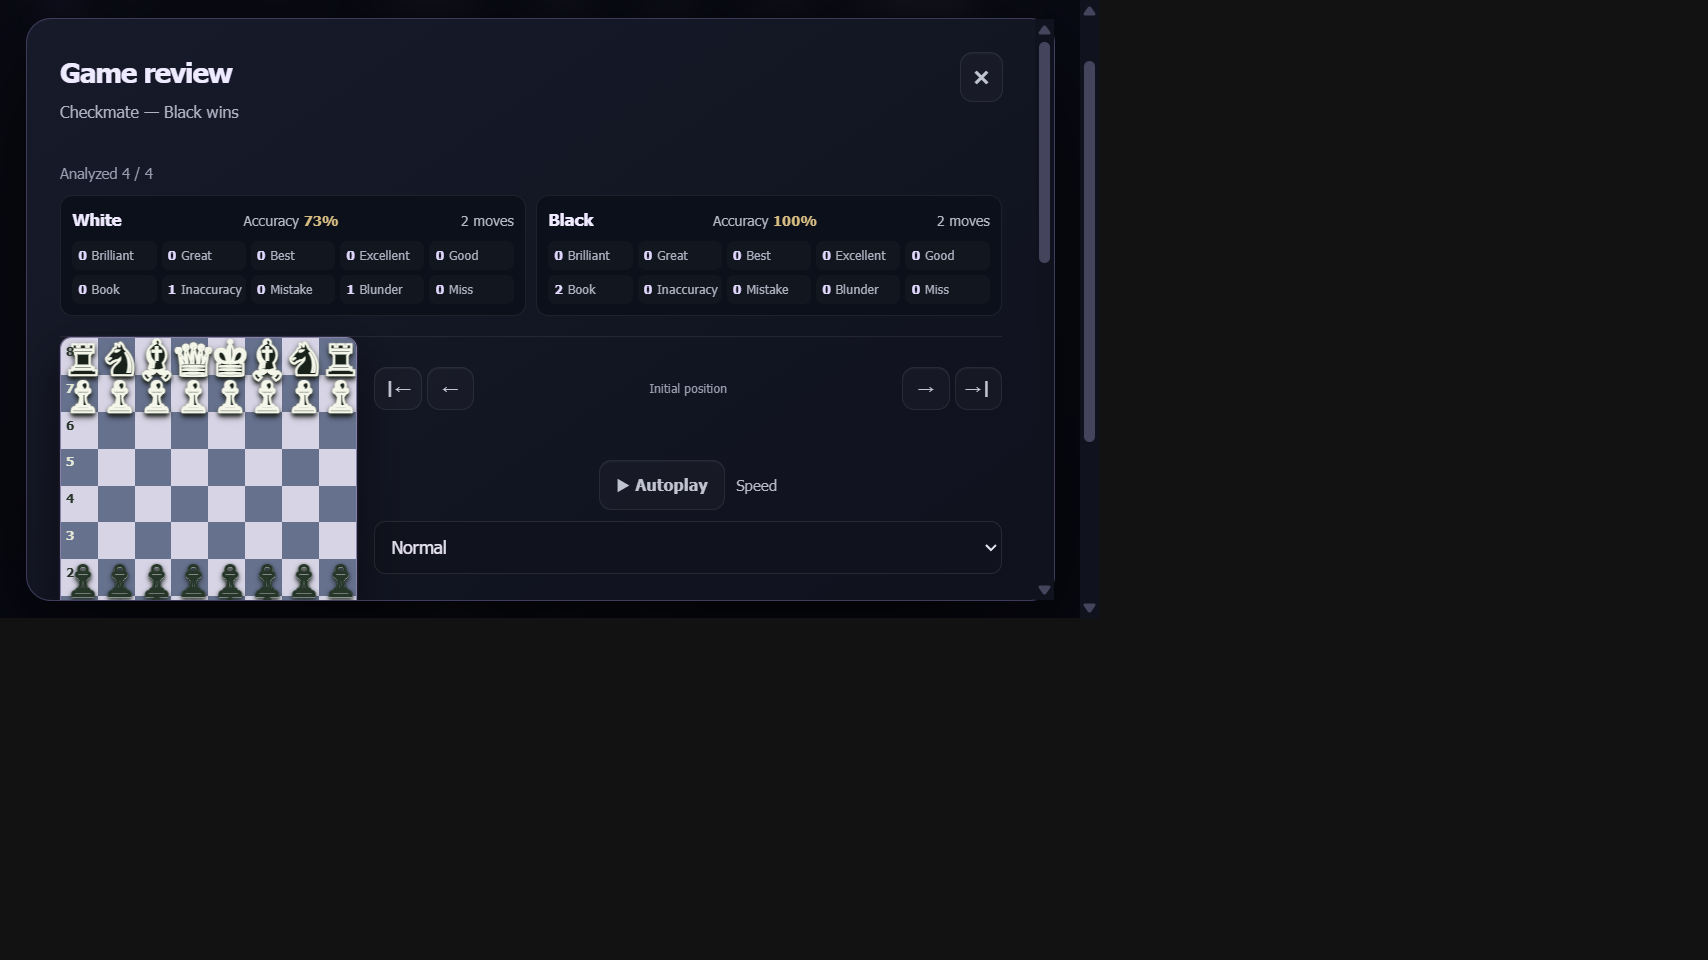 Game review
Checkmate — Black wins
Analyzed 4 / 4
White Accuracy 73% 2 moves
0 Brilliant 0 Great 0 Best 0 Excellent 0 Good
0 Book 1 Inaccuracy 0 Mistake 1 Blunder 0 Miss
Black Accuracy 100% 2 moves
0 Brilliant 0 Great 0 Best 0 Excellent 0 Good
2 Book 0 Inaccuracy 0 Mistake 0 Blunder 0 Miss
8
7
6
5
4
3
2
Initial position
Autoplay Speed
Normal